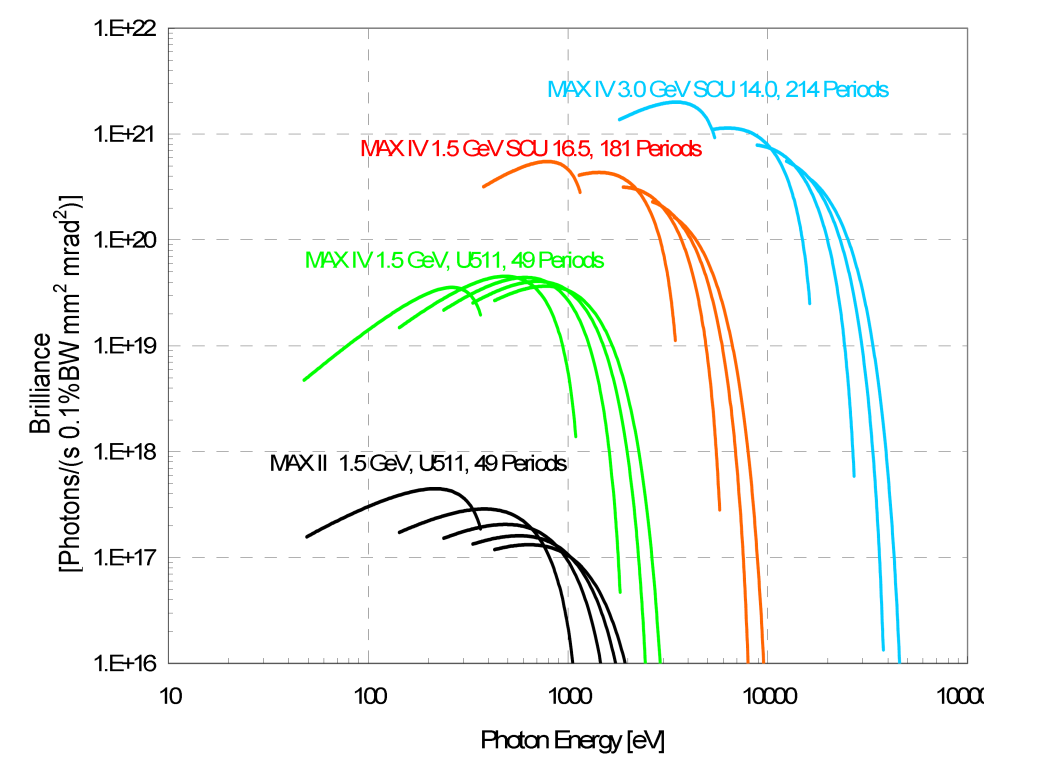 1.E+22
MAX IV 3.0 GeV SCU 14.0, 214 Periods
1.E+21
MAX IV 1.5 GeV SCU 16.5, 181 Periods
1.E+20
MAX IV 1.5 GeV, U511, 49 Periods
1.E+19
1.E+18
MAX II 1.5 GeV, U511, 49 Periods
1.E+17
1.E+16
Brilliance
[Photons/(s 0.1%BW mm² mrad²)]
10 100 1000 10000 10000
Photon Energy [eV]